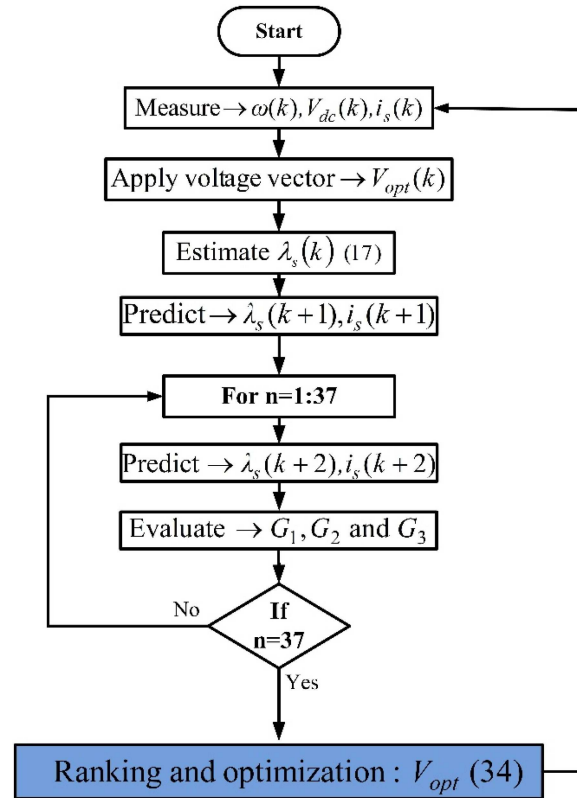 Start
Measure → ω(k), V_dc(k), i_s(k)
Apply voltage vector → V_opt(k)
Estimate λ_s(k) (17)
Predict → λ_s(k+1), i_s(k+1)
For n=1:37
Predict → λ_s(k+2), i_s(k+2)
Evaluate → G_1, G_2 and G_3
No
If
n=37
Yes
Ranking and optimization : V_opt (34)